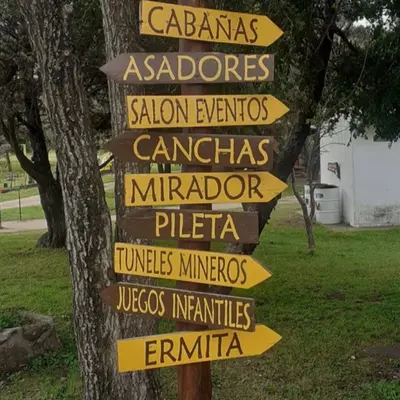 CABAÑAS
ASADORES
SALON EVENTOS
CANCHAS
MIRADOR
PILETA
TUNELES MINEROS
JUEGOS INFANTILES
ERMITA